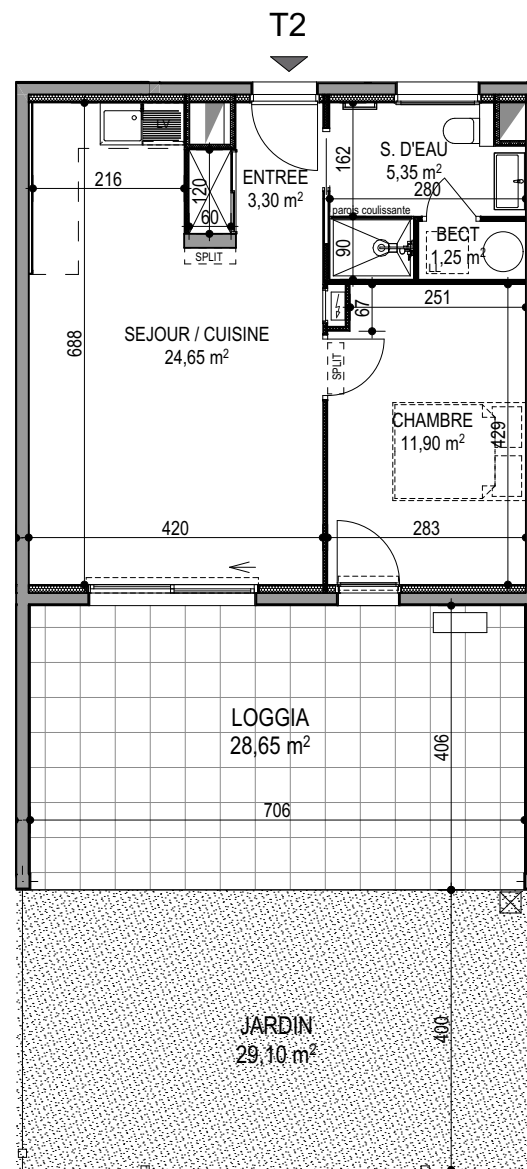 T2
LV
216
120
60
ENTREE
3,30 m²
162
S. D'EAU
5,35 m²
280
parois coulissante
90
BECT
1,25 m²
SPLIT
251
67
688
SEJOUR / CUISINE
24,65 m²
SPLIT
CHAMBRE
11,90 m²
429
420
283
LOGGIA
28,65 m²
406
706
JARDIN
29,10 m²
400